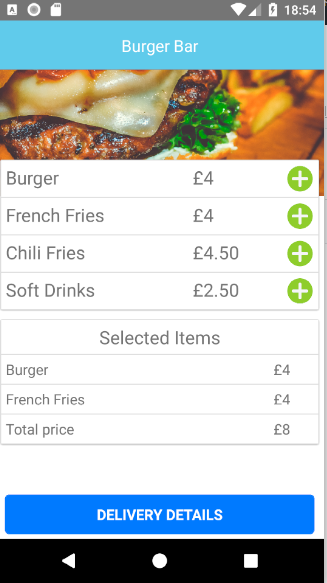 18:54
Burger Bar
Burger £4
French Fries £4
Chili Fries £4.50
Soft Drinks £2.50
Selected Items
Burger £4
French Fries £4
Total price £8
DELIVERY DETAILS